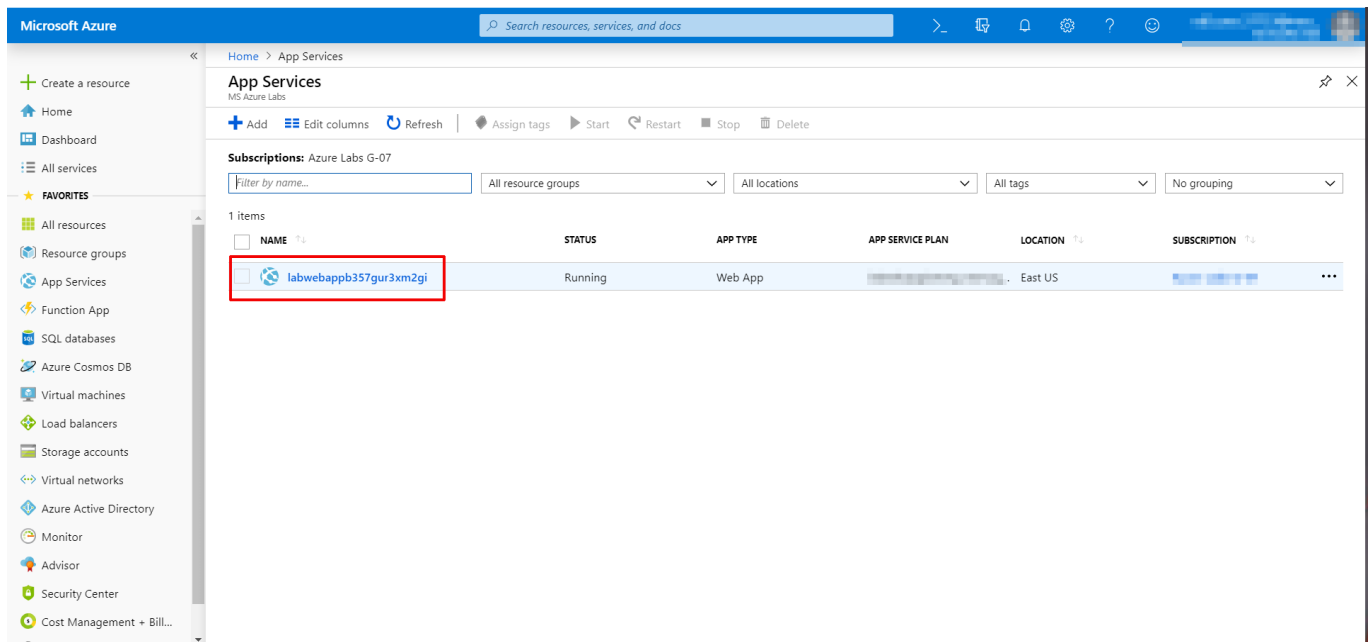 Microsoft Azure
Search resources, services, and docs
Home > App Services
Create a resource
Home
Dashboard
All services
FAVORITES
All resources
Resource groups
App Services
Function App
SQL databases
Azure Cosmos DB
Virtual machines
Load balancers
Storage accounts
Virtual networks
Azure Active Directory
Monitor
Advisor
Security Center
Cost Management + Bill...
App Services
MS Azure Labs
Add Edit columns Refresh Assign tags Start Restart Stop Delete
Subscriptions: Azure Labs G-07
Filter by name... All resource groups All locations All tags No grouping
1 items
NAME STATUS APP TYPE APP SERVICE PLAN LOCATION SUBSCRIPTION
labwebappb357gur3xm2gi Running Web App East US